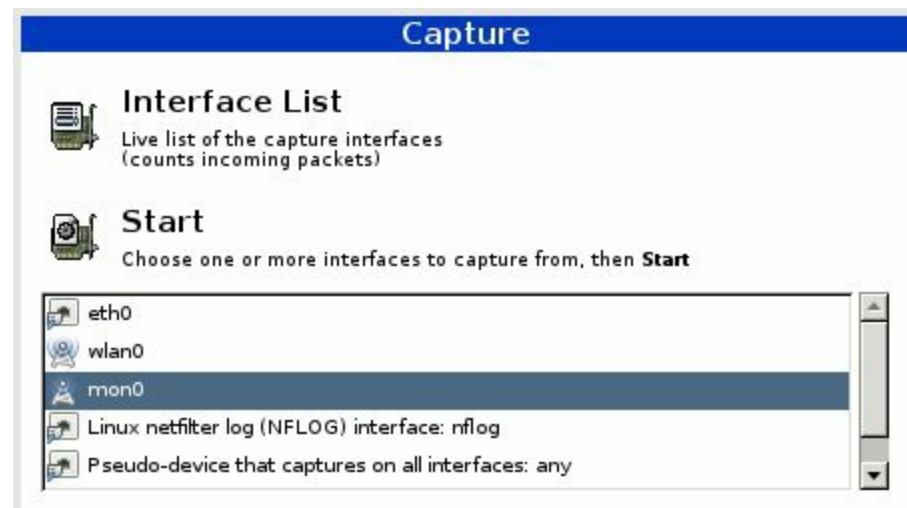 Capture
Interface List
Live list of the capture interfaces
(counts incoming packets)
Start
Choose one or more interfaces to capture from, then Start
eth0
wlan0
mon0
Linux netfilter log (NFLOG) interface: nflog
Pseudo-device that captures on all interfaces: any